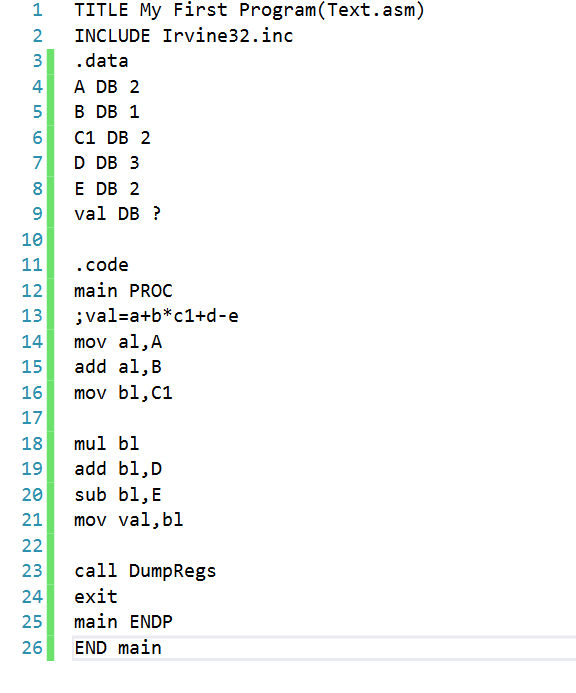 1 TITLE My First Program(Text.asm)
2 INCLUDE Irvine32.inc
3 .data
4 A DB 2
5 B DB 1
6 C1 DB 2
7 D DB 3
8 E DB 2
9 val DB ?
10
11 .code
12 main PROC
13 ;val=a+b*c1+d-e
14 mov al,A
15 add al,B
16 mov bl,C1
17
18 mul bl
19 add bl,D
20 sub bl,E
21 mov val,bl
22
23 call DumpRegs
24 exit
25 main ENDP
26 END main